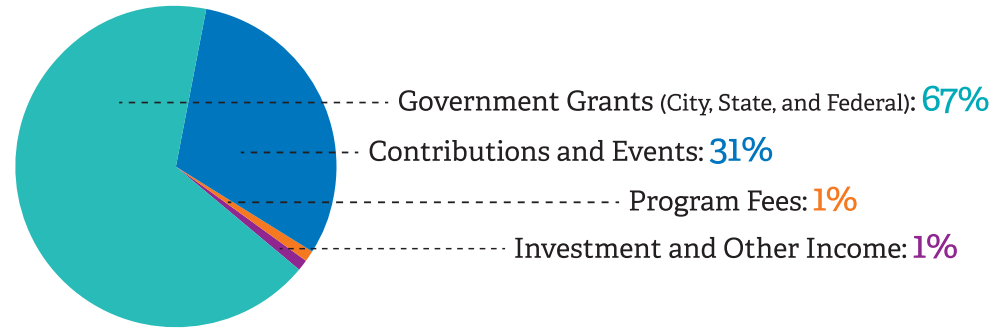 Government Grants (City, State, and Federal): 67%
Contributions and Events: 31%
Program Fees: 1%
Investment and Other Income: 1%